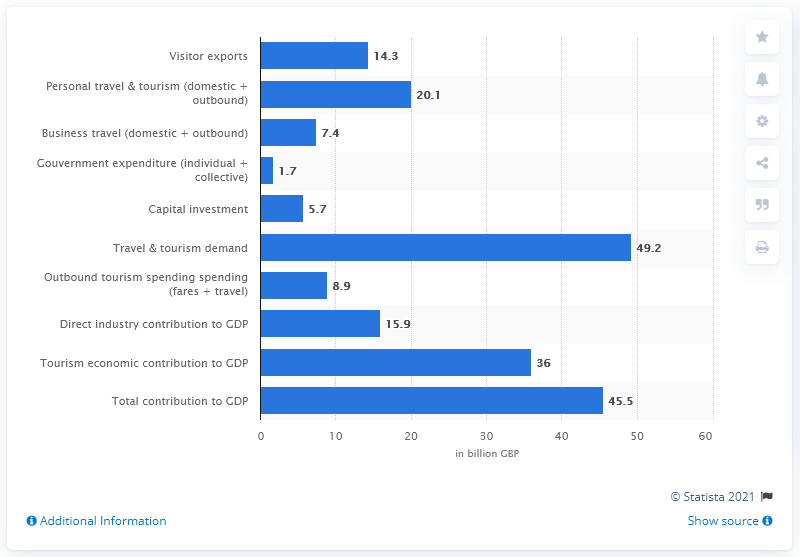 Visitor exports
14.3
Personal travel & tourism (domestic +
outbound)
20.1
Business travel (domestic + outbound)
7.4
Gouvernment expenditure (individual +
collective)
1.7
Capital investment
5.7
Travel & tourism demand
49.2
Outbound tourism spending spending
(fares + travel)
8.9
Direct industry contribution to GDP
15.9
Tourism economic contribution to GDP
36
Total contribution to GDP
45.5
0 10 20 30 40 50 60
in billion GBP
© Statista 2021
Additional Information
Show source